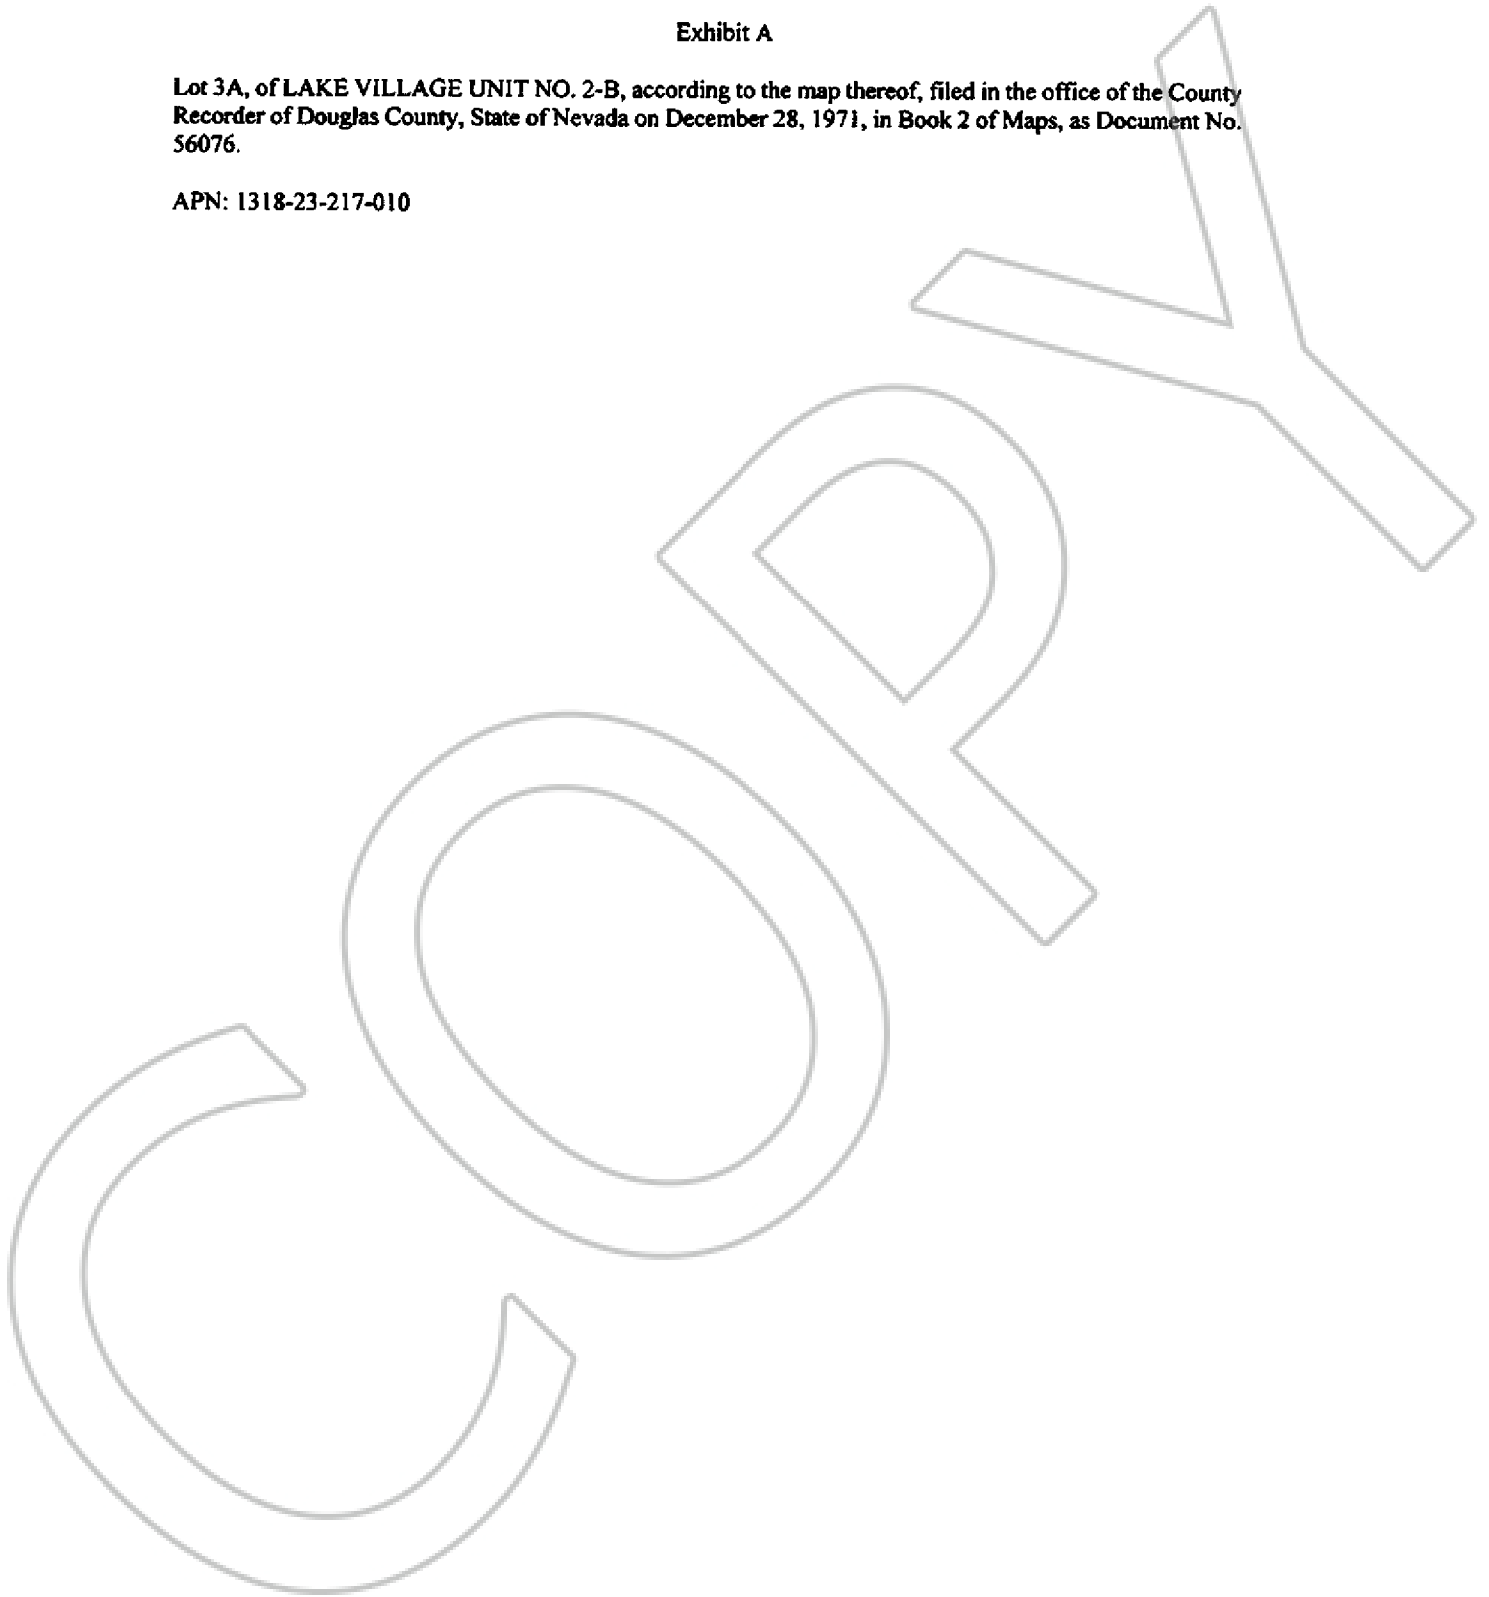 Exhibit A
Lot 3A, of LAKE VILLAGE UNIT NO. 2-B, according to the map thereof, filed in the office of the County
Recorder of Douglas County, State of Nevada on December 28, 1971, in Book 2 of Maps, as Document No.
56076.
APN: 1318-23-217-010
COPY